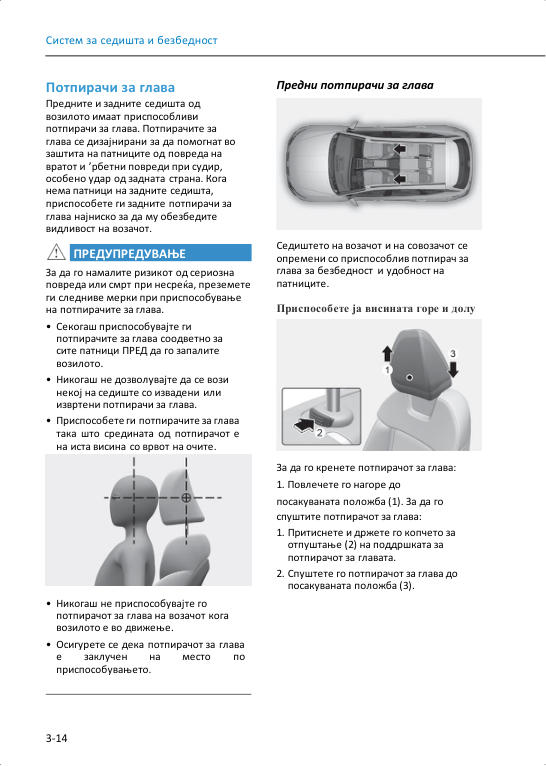 Систем за седишта и безбедност
Потпирачи за глава
Предните и задните седишта од
возилото имаат приспособливи
потпирачи за глава. Потпирачите за
глава се дизајнирани за да помогнат во
заштита на патниците од повреда на
вратот и ’рбетни повреди при судир,
особено удар од задната страна. Кога
нема патници на задните седишта,
приспособете ги задните потпирачи за
глава најниско за да му обезбедите
видливост на возачот.
ПРЕДУПРЕДУВАЊЕ
За да го намалите ризикот од сериозна
повреда или смрт при несреќа, преземете
ги следниве мерки при приспособување
на потпирачите за глава.
• Секогаш приспособувајте ги
потпирачите за глава соодветно за
сите патници ПРЕД да го запалите
возилото.
• Никогаш не дозволувајте да се вози
некој на седиште со извадени или
извртени потпирачи за глава.
• Приспособете ги потпирачите за глава
така што средината од потпирачот е
на иста висина со врвот на очите.
• Никогаш не приспособувајте го
потпирачот за глава на возачот кога
возилото е во движење.
• Осигурете се дека потпирачот за глава
е заклучен на место по
приспособувањето.
Предни потпирачи за глава
Седиштето на возачот и на совозачот се
опремени со приспособлив потпирач за
глава за безбедност и удобност на
патниците.
Приспособете ја висината горе и долу
1
3
2
За да го кренете потпирачот за глава:
1. Повлечете го нагоре до
посакуваната положба (1). За да го
спуштите потпирачот за глава:
1. Притиснете и држете го копчето за
отпуштање (2) на поддршката за
потпирачот за главата.
2. Спуштете го потпирачот за глава до
посакуваната положба (3).
3-14